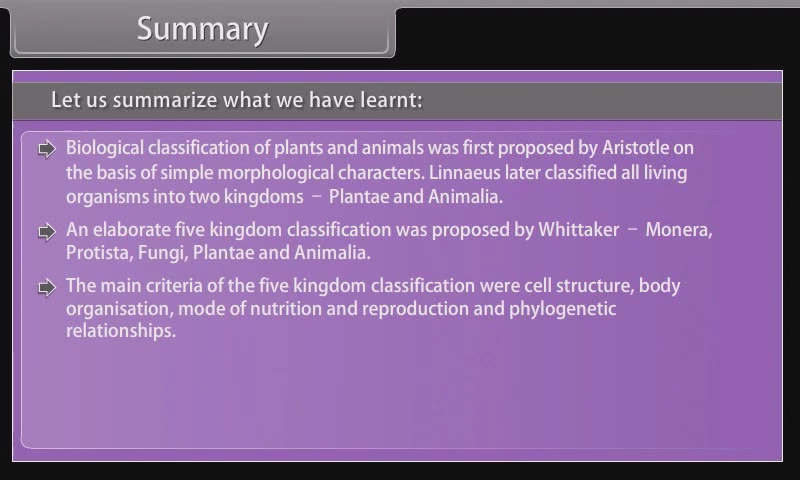 Summary
Let us summarize what we have learnt:
Biological classification of plants and animals was first proposed by Aristotle on
the basis of simple morphological characters. Linnaeus later classified all living
organisms into two kingdoms – Plantae and Animalia.
An elaborate five kingdom classification was proposed by Whittaker – Monera,
Protista, Fungi, Plantae and Animalia.
The main criteria of the five kingdom classification were cell structure, body
organisation, mode of nutrition and reproduction and phylogenetic
relationships.